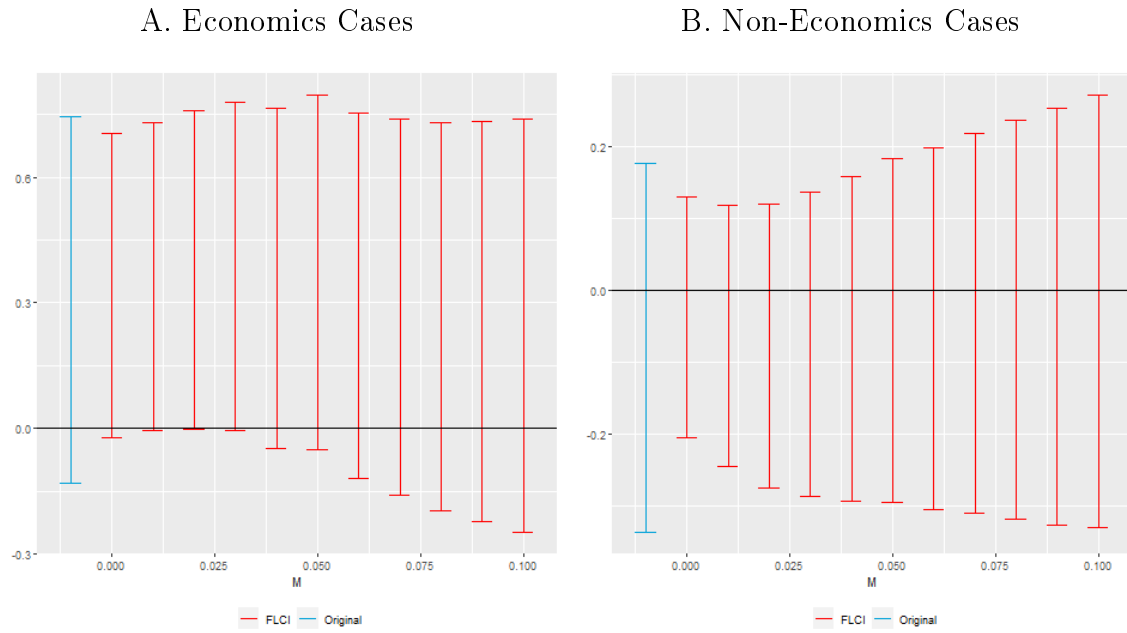 A. Economics Cases
0.6
0.3
0.0
-0.3
0.000 0.025 0.050 0.075 0.100
M
FLCI Original
B. Non-Economics Cases
0.2
0.0
-0.2
0.000 0.025 0.050 0.075 0.100
M
FLCI Original